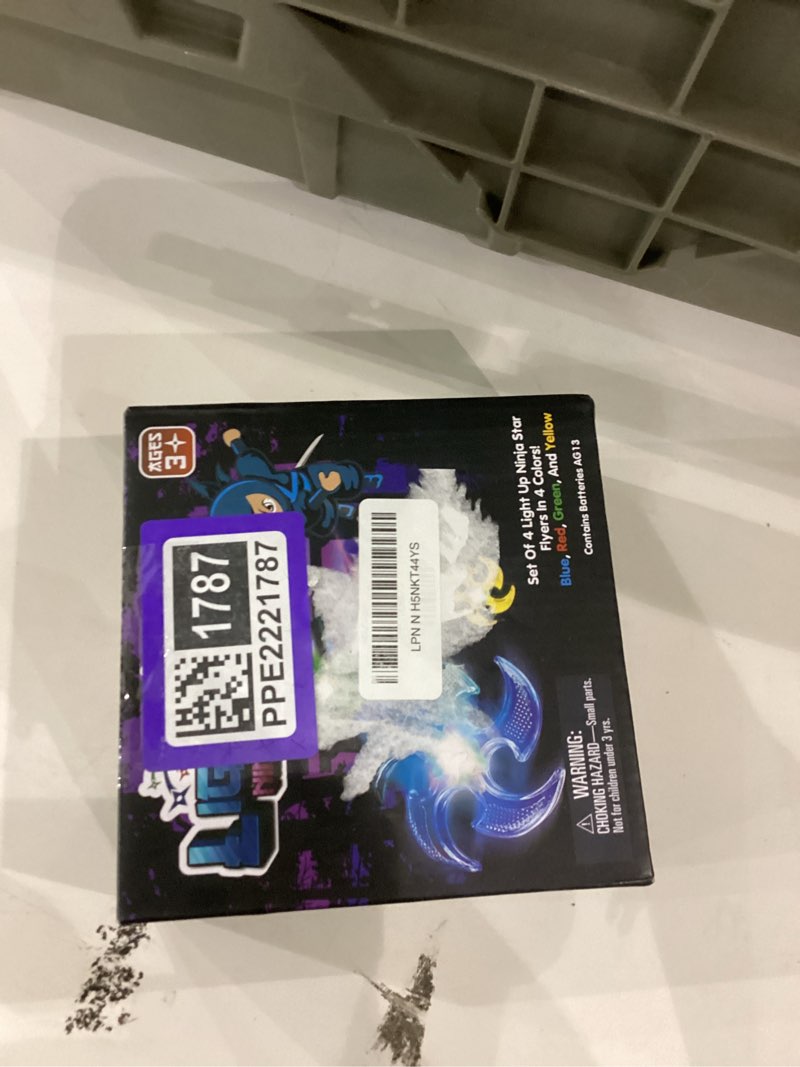 AGES
3+
1787
PPE2221787
LPN N H5NKT44YS
Set Of 4 Light Up Ninja Star
Flyers In 4 Colors!
Blue, Red, Green, And Yellow
Contains Batteries AG13
WARNING:
CHOKING HAZARD—Small parts.
Not for children under 3 yrs.